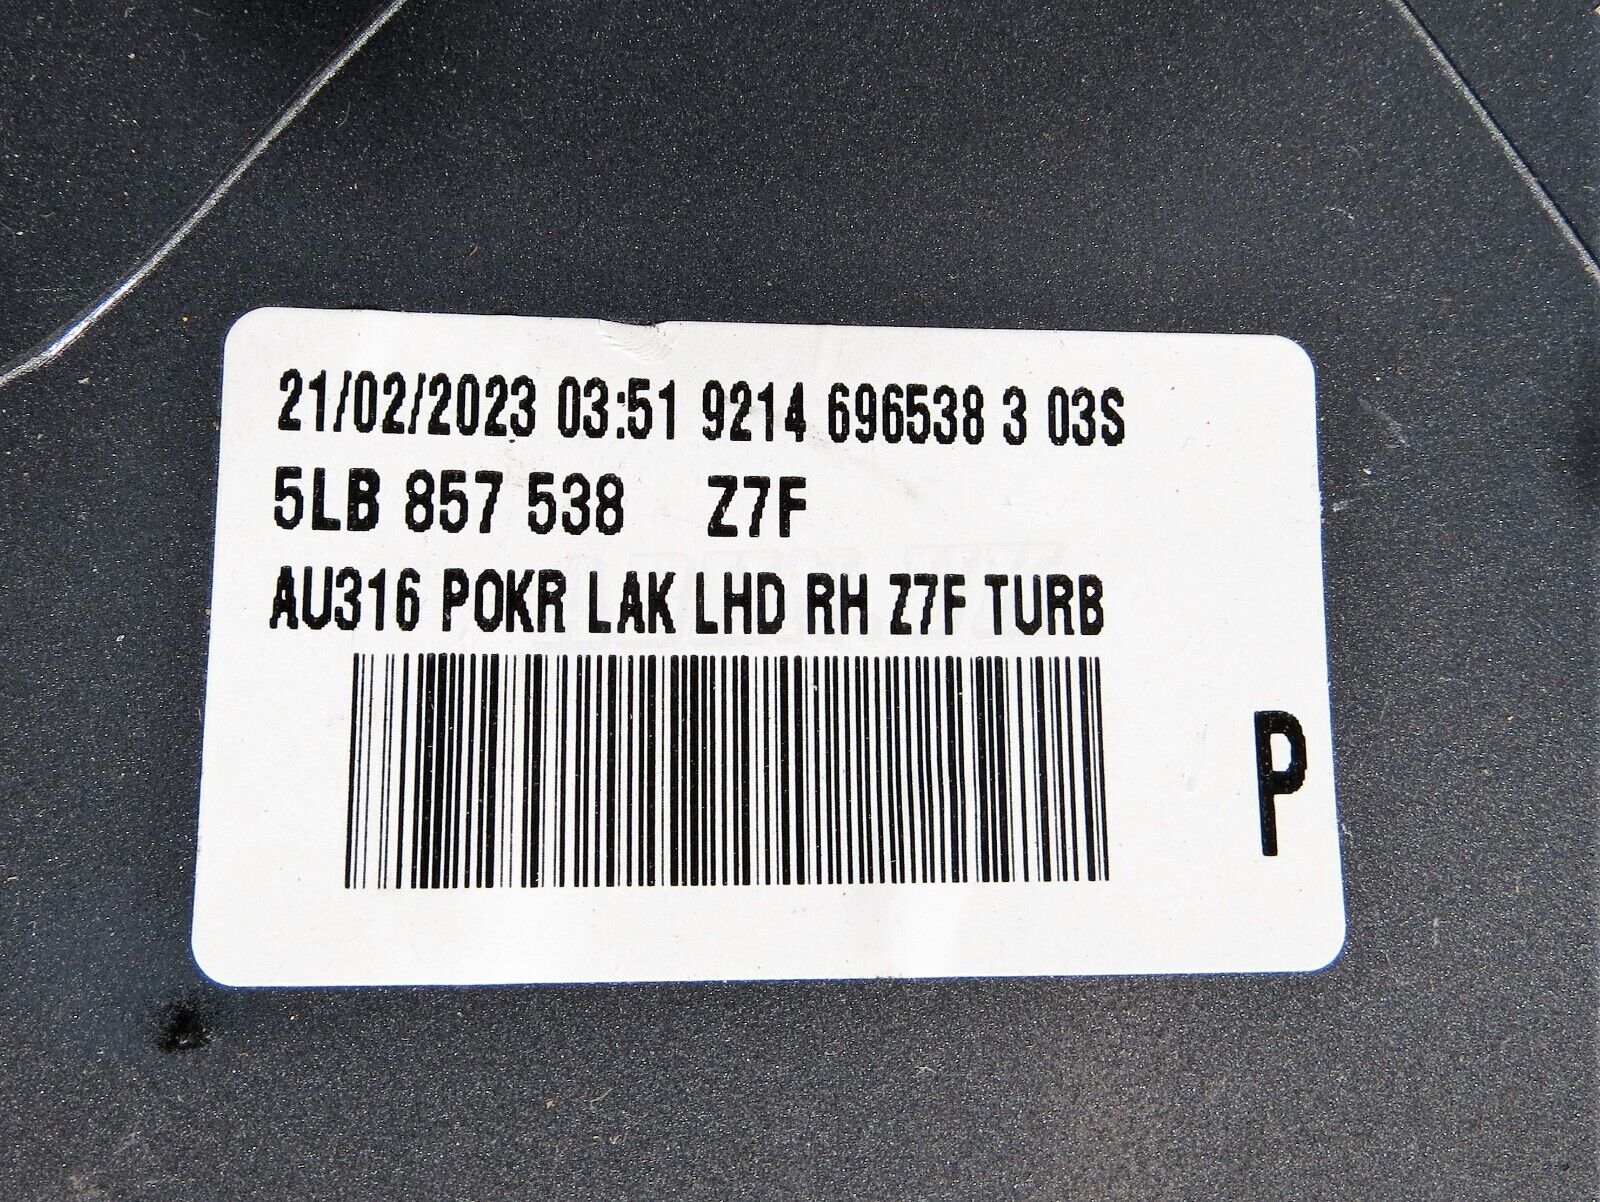 21/02/2023 03:51 9214 696538 3 03S
5LB 857 538 Z7F
AU316 POKR LAK LHD RH Z7F TURB
P